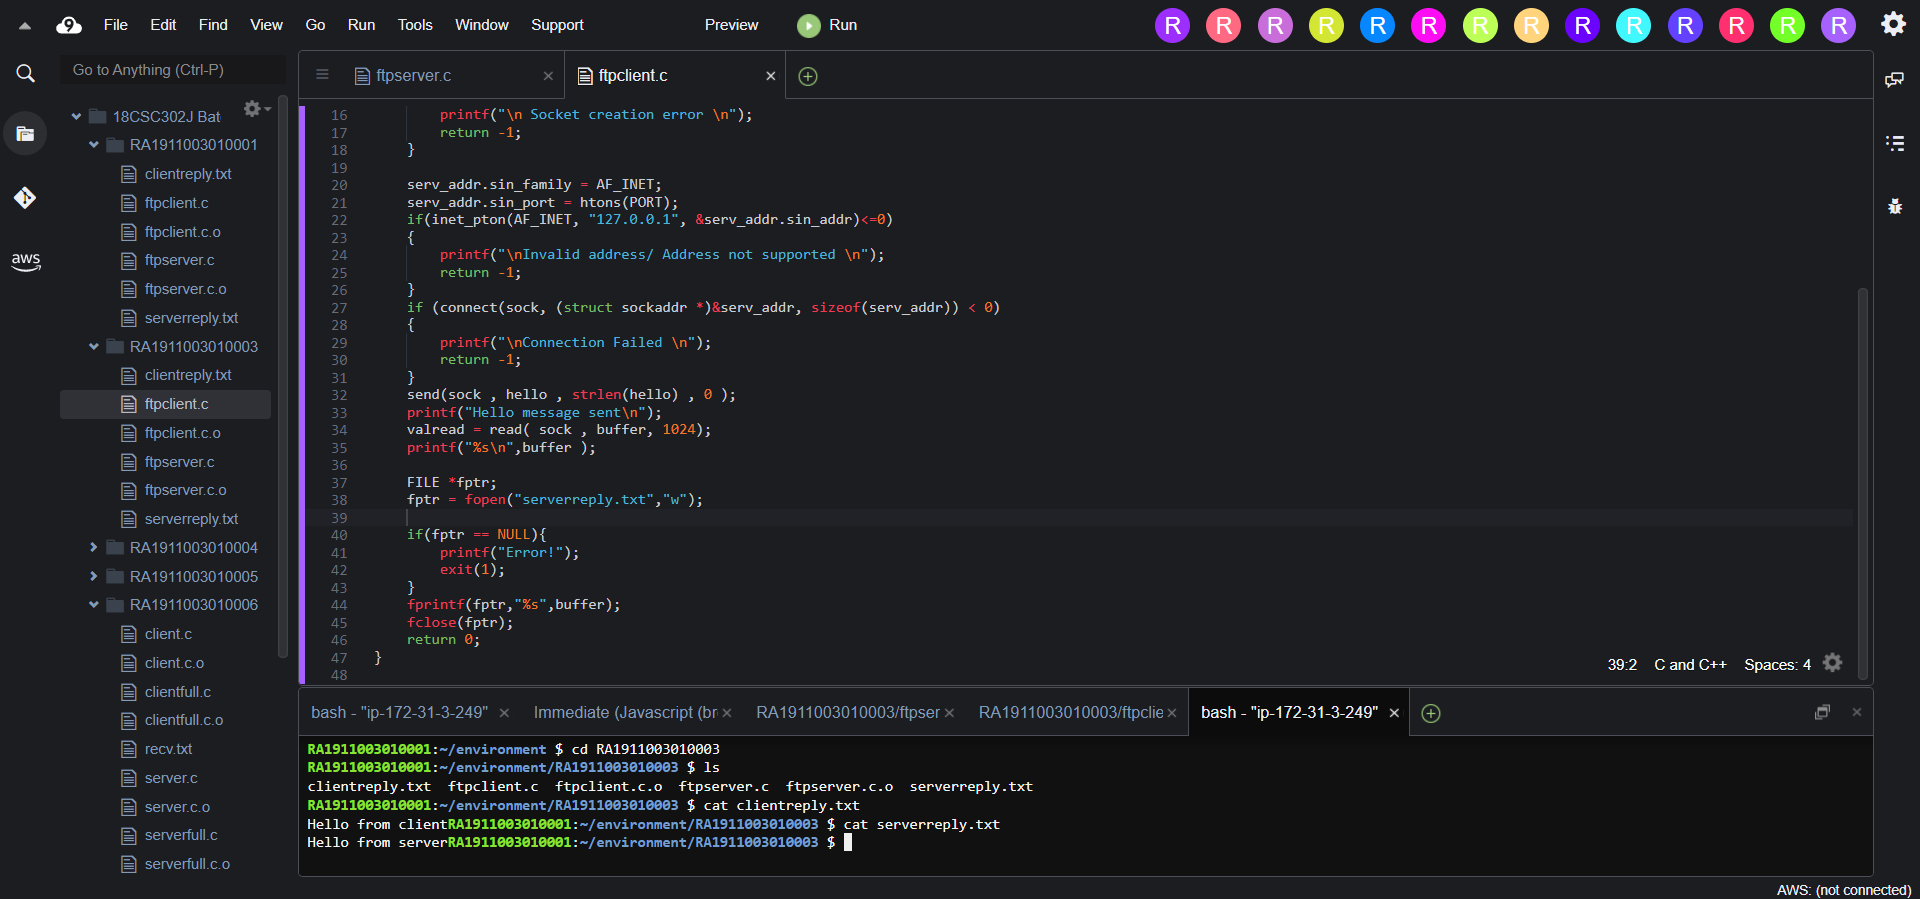 File Edit Find View Go Run Tools Window Support Preview Run R R R R R R R R R R R R R R
Go to Anything (Ctrl-P)
ftpserver.c ftpclient.c
18CSC302J Bat
RA1911003010001
clientreply.txt
ftpclient.c
ftpclient.c.o
ftpserver.c
ftpserver.c.o
serverreply.txt
RA1911003010003
clientreply.txt
ftpclient.c
ftpclient.c.o
ftpserver.c
ftpserver.c.o
serverreply.txt
RA1911003010004
RA1911003010005
RA1911003010006
client.c
client.c.o
clientfull.c
clientfull.c.o
recv.txt
server.c
server.c.o
serverfull.c
serverfull.c.o
aws
16 printf("\n Socket creation error \n");
17 return -1;
18 }
19
20 serv_addr.sin_family = AF_INET;
21 serv_addr.sin_port = htons(PORT);
22 if(inet_pton(AF_INET, "127.0.0.1", &serv_addr.sin_addr)<=0)
23 {
24 printf("\nInvalid address/ Address not supported \n");
25 return -1;
26 }
27 if (connect(sock, (struct sockaddr *)&serv_addr, sizeof(serv_addr)) < 0)
28 {
29 printf("\nConnection Failed \n");
30 return -1;
31 }
32 send(sock , hello , strlen(hello) , 0 );
33 printf("Hello message sent\n");
34 valread = read( sock , buffer, 1024);
35 printf("%s\n",buffer );
36
37 FILE *fptr;
38 fptr = fopen("serverreply.txt","w");
39
40 if(fptr == NULL){
41 printf("Error!");
42 exit(1);
43 }
44 fprintf(fptr,"%s",buffer);
45 fclose(fptr);
46 return 0;
47 }
48
39:2 C and C++ Spaces: 4
bash - "ip-172-31-3-249" Immediate (Javascript (br RA1911003010003/ftpser RA1911003010003/ftpclie bash - "ip-172-31-3-249"
RA1911003010001:~/environment $ cd RA1911003010003
RA1911003010001:~/environment/RA1911003010003 $ ls
clientreply.txt ftpclient.c ftpclient.c.o ftpserver.c ftpserver.c.o serverreply.txt
RA1911003010001:~/environment/RA1911003010003 $ cat clientreply.txt
Hello from clientRA1911003010001:~/environment/RA1911003010003 $ cat serverreply.txt
Hello from serverRA1911003010001:~/environment/RA1911003010003 $
AWS: (not connected)